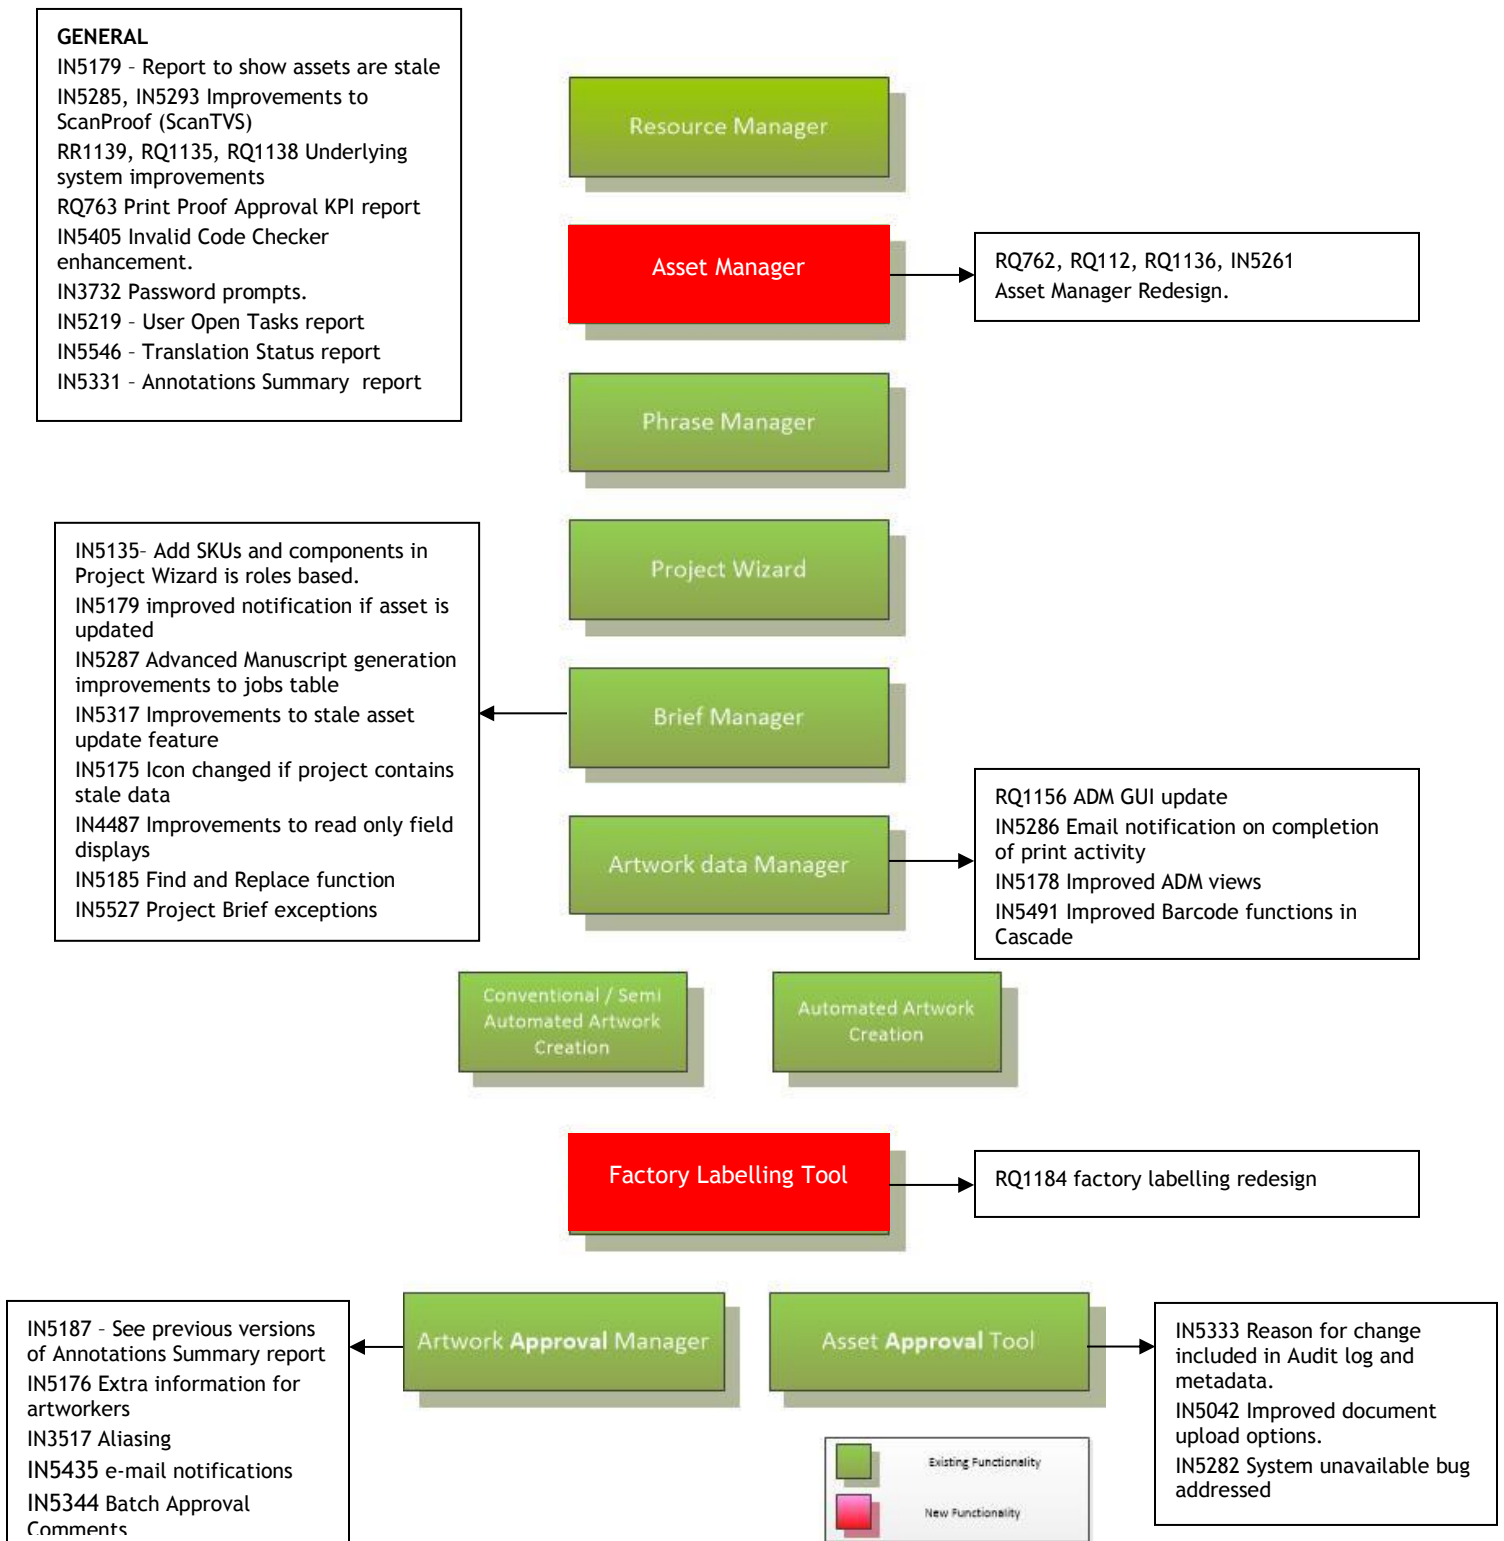 GENERAL
IN5179 – Report to show assets are stale
IN5285, IN5293 Improvements to
ScanProof (ScanTVS)
RR1139, RQ1135, RQ1138 Underlying
system improvements
RQ763 Print Proof Approval KPI report
IN5405 Invalid Code Checker
enhancement.
IN3732 Password prompts.
IN5219 – User Open Tasks report
IN5546 – Translation Status report
IN5331 – Annotations Summary report
Resource Manager
Asset Manager
RQ762, RQ112, RQ1136, IN5261
Asset Manager Redesign.
Phrase Manager
Project Wizard
IN5135– Add SKUs and components in
Project Wizard is roles based.
IN5179 improved notification if asset is
updated
IN5287 Advanced Manuscript generation
improvements to jobs table
IN5317 Improvements to stale asset
update feature
IN5175 Icon changed if project contains
stale data
IN4487 Improvements to read only field
displays
IN5185 Find and Replace function
IN5527 Project Brief exceptions
Brief Manager
Artwork data Manager
RQ1156 ADM GUI update
IN5286 Email notification on completion
of print activity
IN5178 Improved ADM views
IN5491 Improved Barcode functions in
Cascade
Conventional / Semi
Automated Artwork
Creation
Automated Artwork
Creation
Factory Labelling Tool
RQ1184 factory labelling redesign
IN5187 – See previous versions
of Annotations Summary report
IN5176 Extra information for
artworkers
IN3517 Aliasing
IN5435 e-mail notifications
IN5344 Batch Approval
Comments
Artwork Approval Manager
Asset Approval Tool
IN5333 Reason for change
included in Audit log and
metadata.
IN5042 Improved document
upload options.
IN5282 System unavailable bug
addressed
Existing Functionality
New Functionality